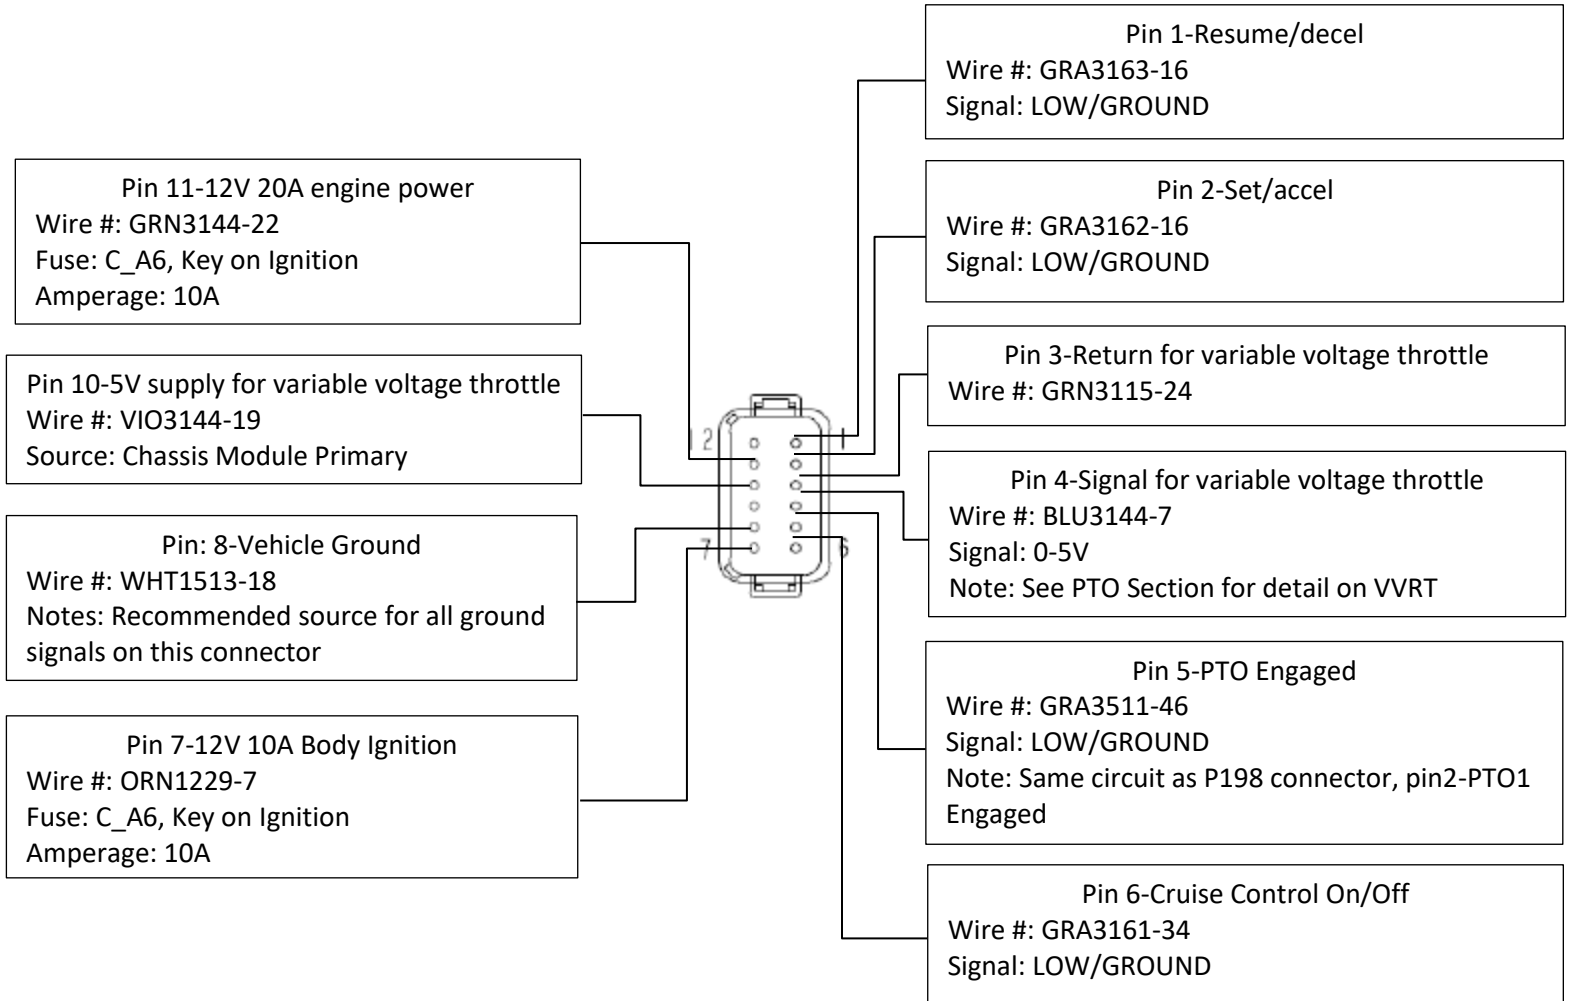 Pin 1-Resume/decel
Wire #: GRA3163-16
Signal: LOW/GROUND
Pin 11-12V 20A engine power
Wire #: GRN3144-22
Fuse: C_A6, Key on Ignition
Amperage: 10A
Pin 2-Set/accel
Wire #: GRA3162-16
Signal: LOW/GROUND
Pin 10-5V supply for variable voltage throttle
Wire #: VIO3144-19
Source: Chassis Module Primary
Pin 3-Return for variable voltage throttle
Wire #: GRN3115-24
12
1
7
6
Pin 4-Signal for variable voltage throttle
Wire #: BLU3144-7
Signal: 0-5V
Note: See PTO Section for detail on VVRT
Pin: 8-Vehicle Ground
Wire #: WHT1513-18
Notes: Recommended source for all ground
signals on this connector
Pin 5-PTO Engaged
Wire #: GRA3511-46
Signal: LOW/GROUND
Note: Same circuit as P198 connector, pin2-PTO1
Engaged
Pin 7-12V 10A Body Ignition
Wire #: ORN1229-7
Fuse: C_A6, Key on Ignition
Amperage: 10A
Pin 6-Cruise Control On/Off
Wire #: GRA3161-34
Signal: LOW/GROUND